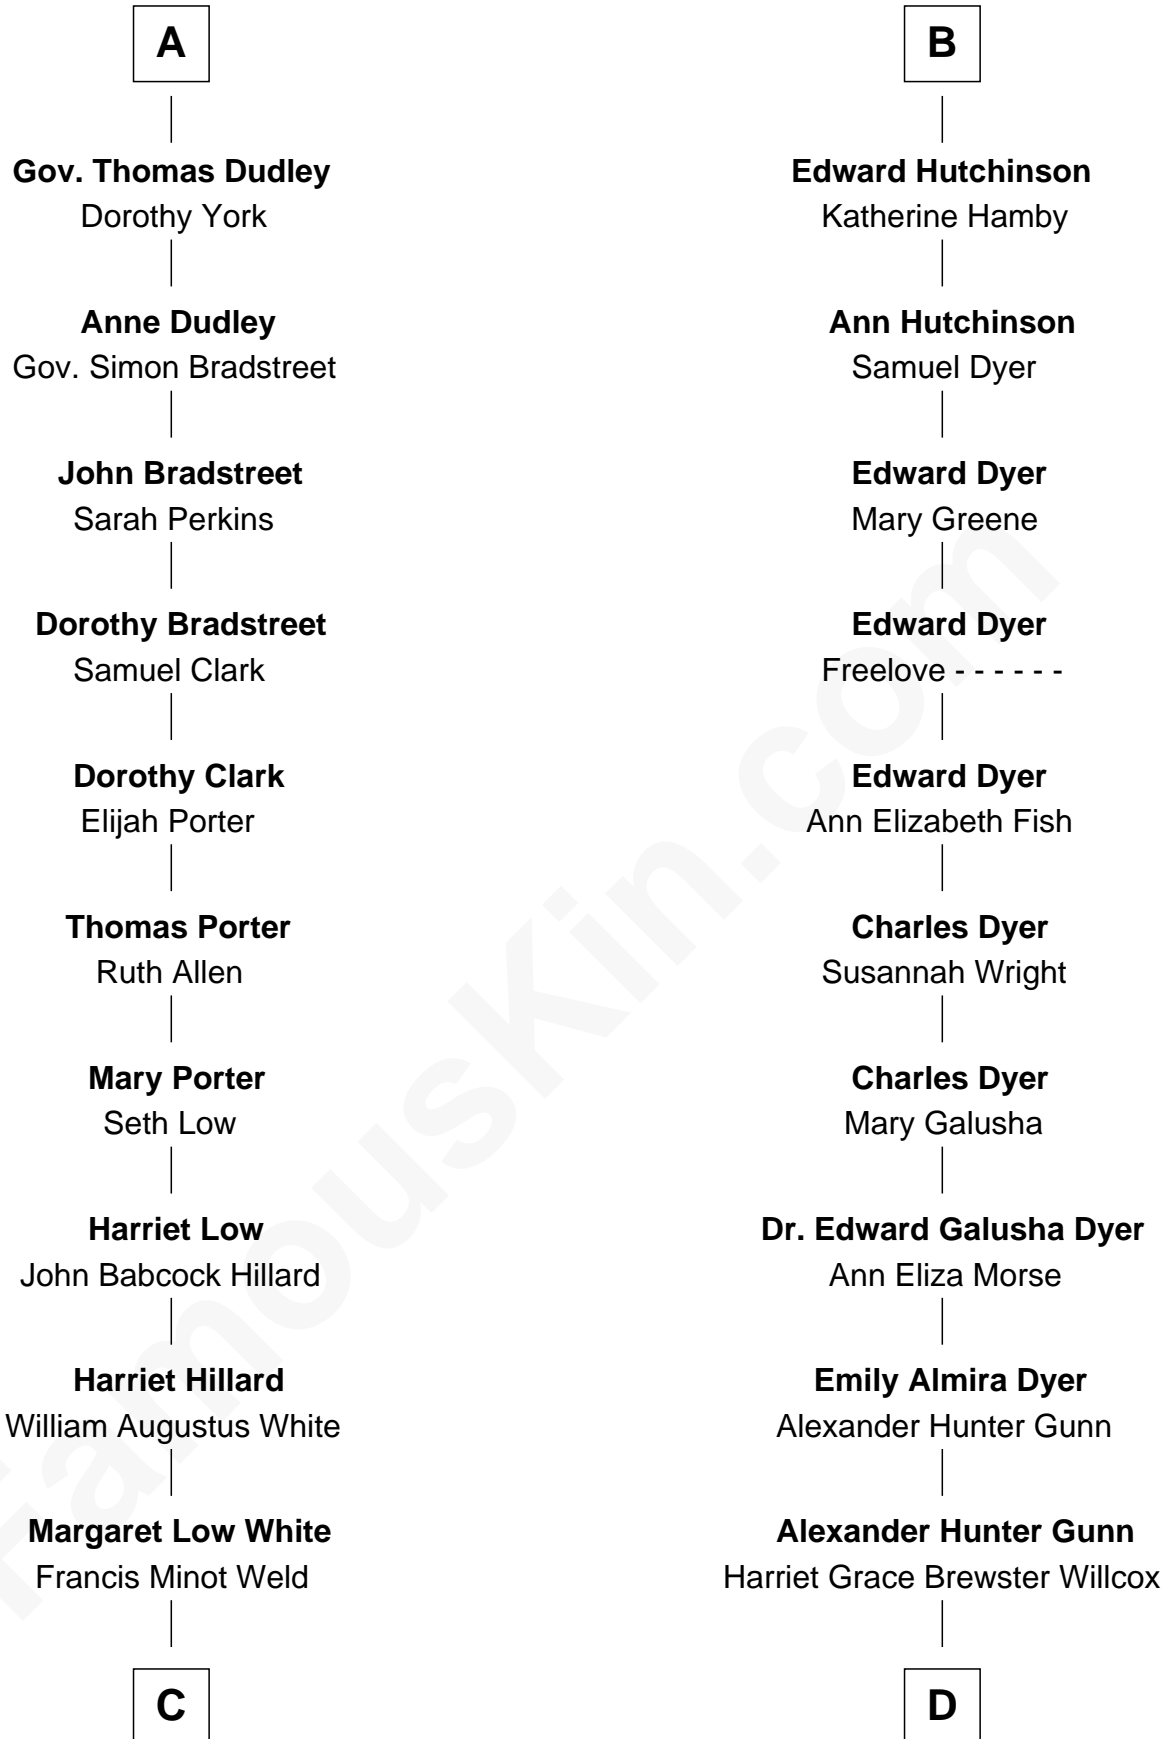 A
Gov. Thomas Dudley
Dorothy York
Anne Dudley
Gov. Simon Bradstreet
John Bradstreet
Sarah Perkins
Dorothy Bradstreet
Samuel Clark
Dorothy Clark
Elijah Porter
Thomas Porter
Ruth Allen
Mary Porter
Seth Low
Harriet Low
John Babcock Hillard
Harriet Hillard
William Augustus White
Margaret Low White
Francis Minot Weld
C
B
Edward Hutchinson
Katherine Hamby
Ann Hutchinson
Samuel Dyer
Edward Dyer
Mary Greene
Edward Dyer
Freelove - - - - - -
Edward Dyer
Ann Elizabeth Fish
Charles Dyer
Susannah Wright
Charles Dyer
Mary Galusha
Dr. Edward Galusha Dyer
Ann Eliza Morse
Emily Almira Dyer
Alexander Hunter Gunn
Alexander Hunter Gunn
Harriet Grace Brewster Willcox
D
FamousKin.com